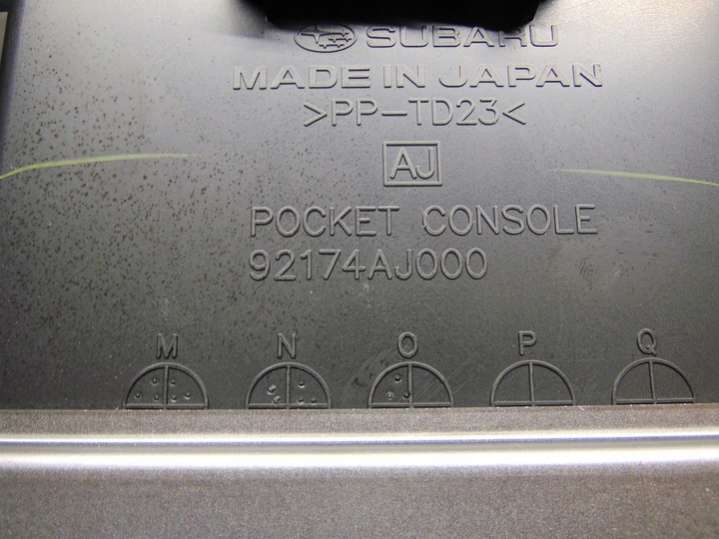 SUBARU
MADE IN JAPAN
>PP-TD23<
AJ
POCKET CONSOLE
92174AJ000
M N O P Q